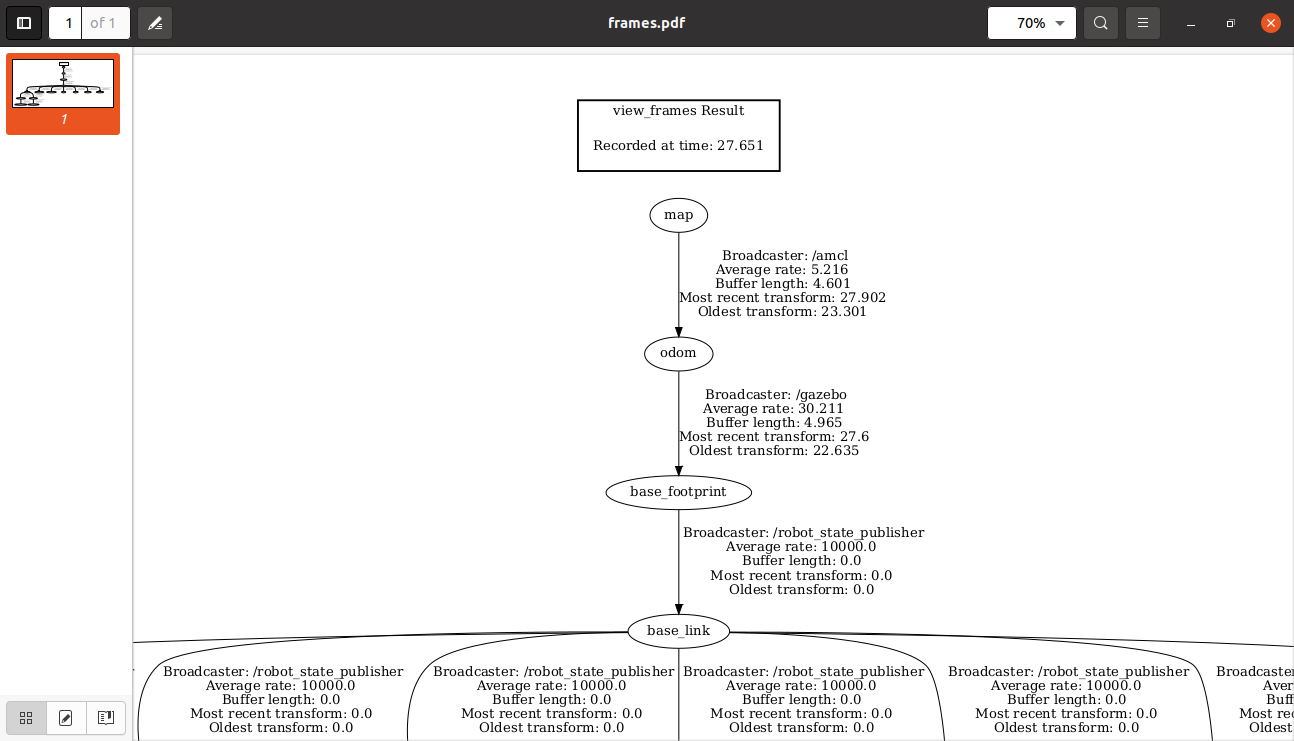 1 of 1
frames.pdf
70%
1
view_frames Result
Recorded at time: 27.651
map
Broadcaster: /amcl
Average rate: 5.216
Buffer length: 4.601
Most recent transform: 27.902
Oldest transform: 23.301
odom
Broadcaster: /gazebo
Average rate: 30.211
Buffer length: 4.965
Most recent transform: 27.6
Oldest transform: 22.635
base_footprint
Broadcaster: /robot_state_publisher
Average rate: 10000.0
Buffer length: 0.0
Most recent transform: 0.0
Oldest transform: 0.0
base_link
Broadcaster: /robot_state_publisher
Average rate: 10000.0
Buffer length: 0.0
Most recent transform: 0.0
Oldest transform: 0.0
Broadcaster: /robot_state_publisher
Average rate: 10000.0
Buffer length: 0.0
Most recent transform: 0.0
Oldest transform: 0.0
Broadcaster: /robot_state_publisher
Average rate: 10000.0
Buffer length: 0.0
Most recent transform: 0.0
Oldest transform: 0.0
Broadcaster: /robot_state_publisher
Average rate: 10000.0
Buffer length: 0.0
Most recent transform: 0.0
Oldest transform: 0.0
Broadcaster
Aver
Buff
Most rec
Oldest